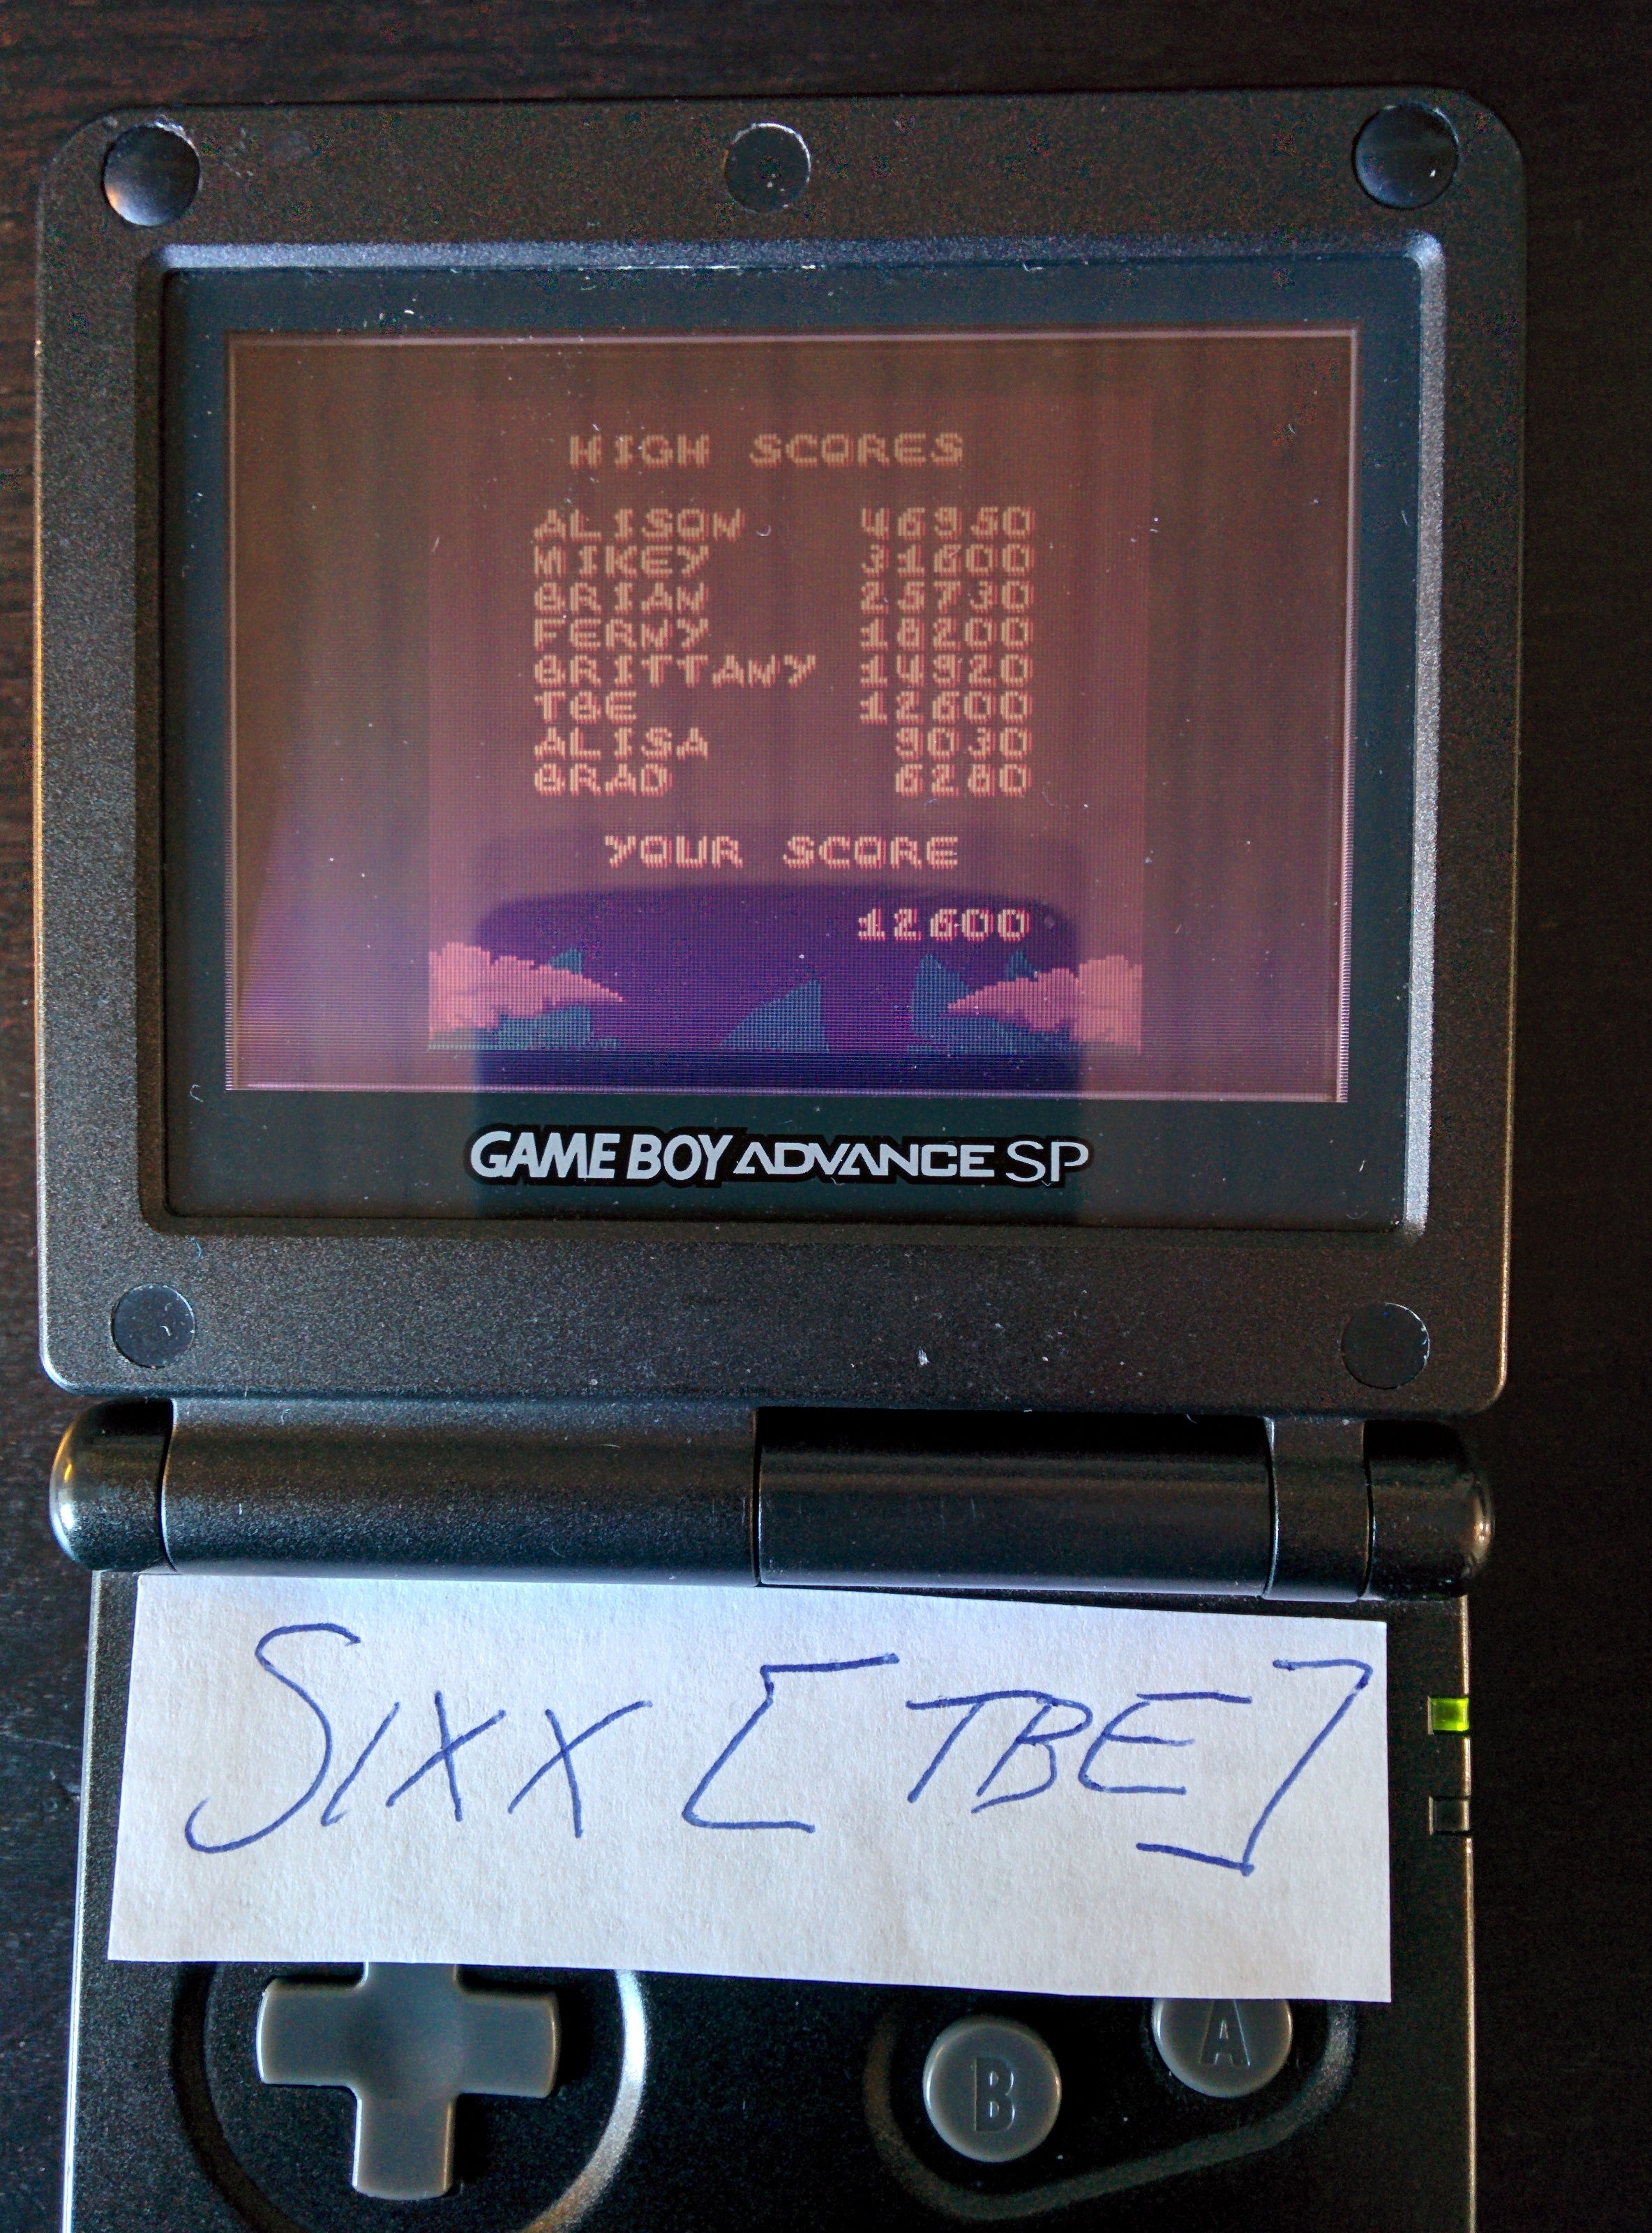 HIGH SCORES
ALISON 46950
MIKEY 31600
BRIAN 25730
FERNY 18200
BRITTANY 14920
TBE 12600
ALISA 9030
BRAD 6280
YOUR SCORE
12600
GAME BOY ADVANCE SP
SIXX [TBE]
B
A